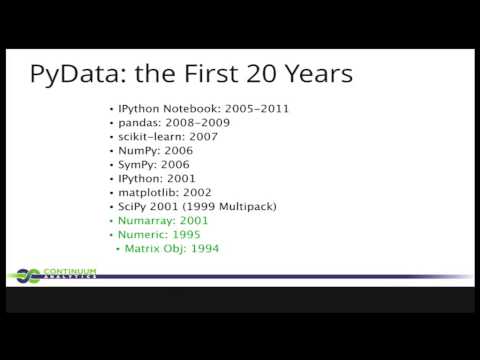 PyData: the First 20 Years
• IPython Notebook: 2005-2011
• pandas: 2008-2009
• scikit-learn: 2007
• NumPy: 2006
• SymPy: 2006
• IPython: 2001
• matplotlib: 2002
• SciPy 2001 (1999 Multipack)
• Numarray: 2001
• Numeric: 1995
• Matrix Obj: 1994
CONTINUUM
ANALYTICS